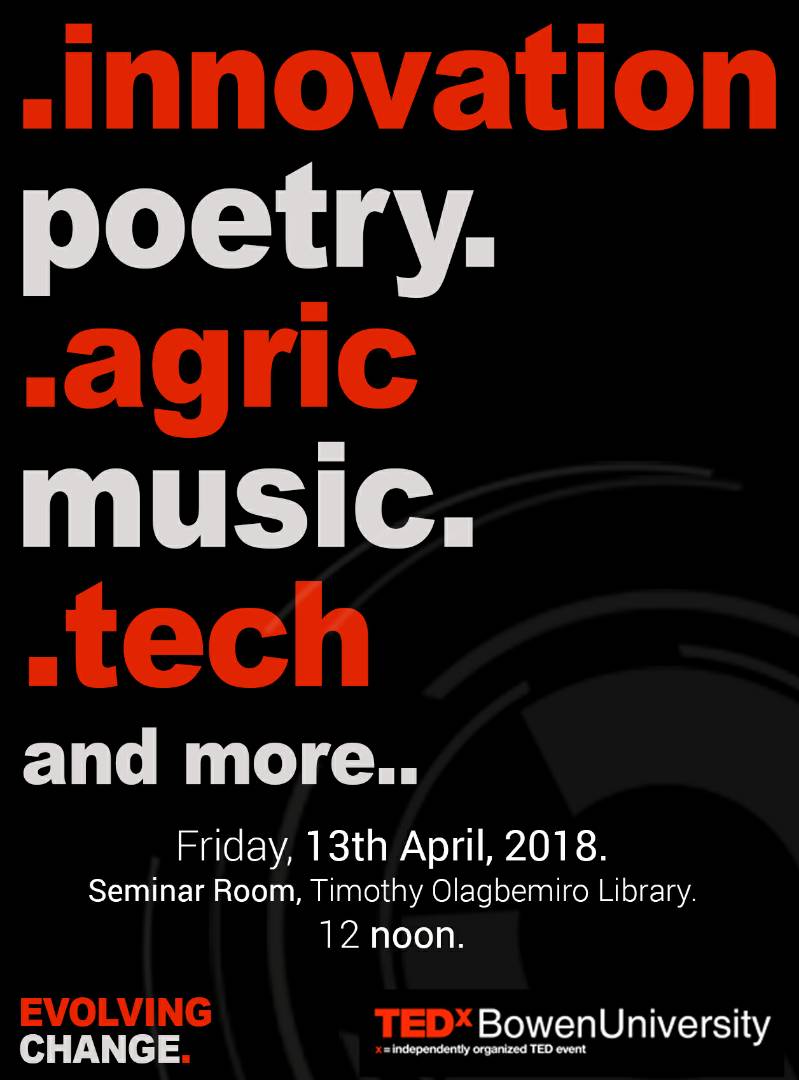 .innovation
poetry.
.agric
music.
.tech
and more..
Friday, 13th April, 2018.
Seminar Room, Timothy Olagbemiro Library.
12 noon.
EVOLVING
CHANGE.
TEDx BowenUniversity
x = independently organized TED event